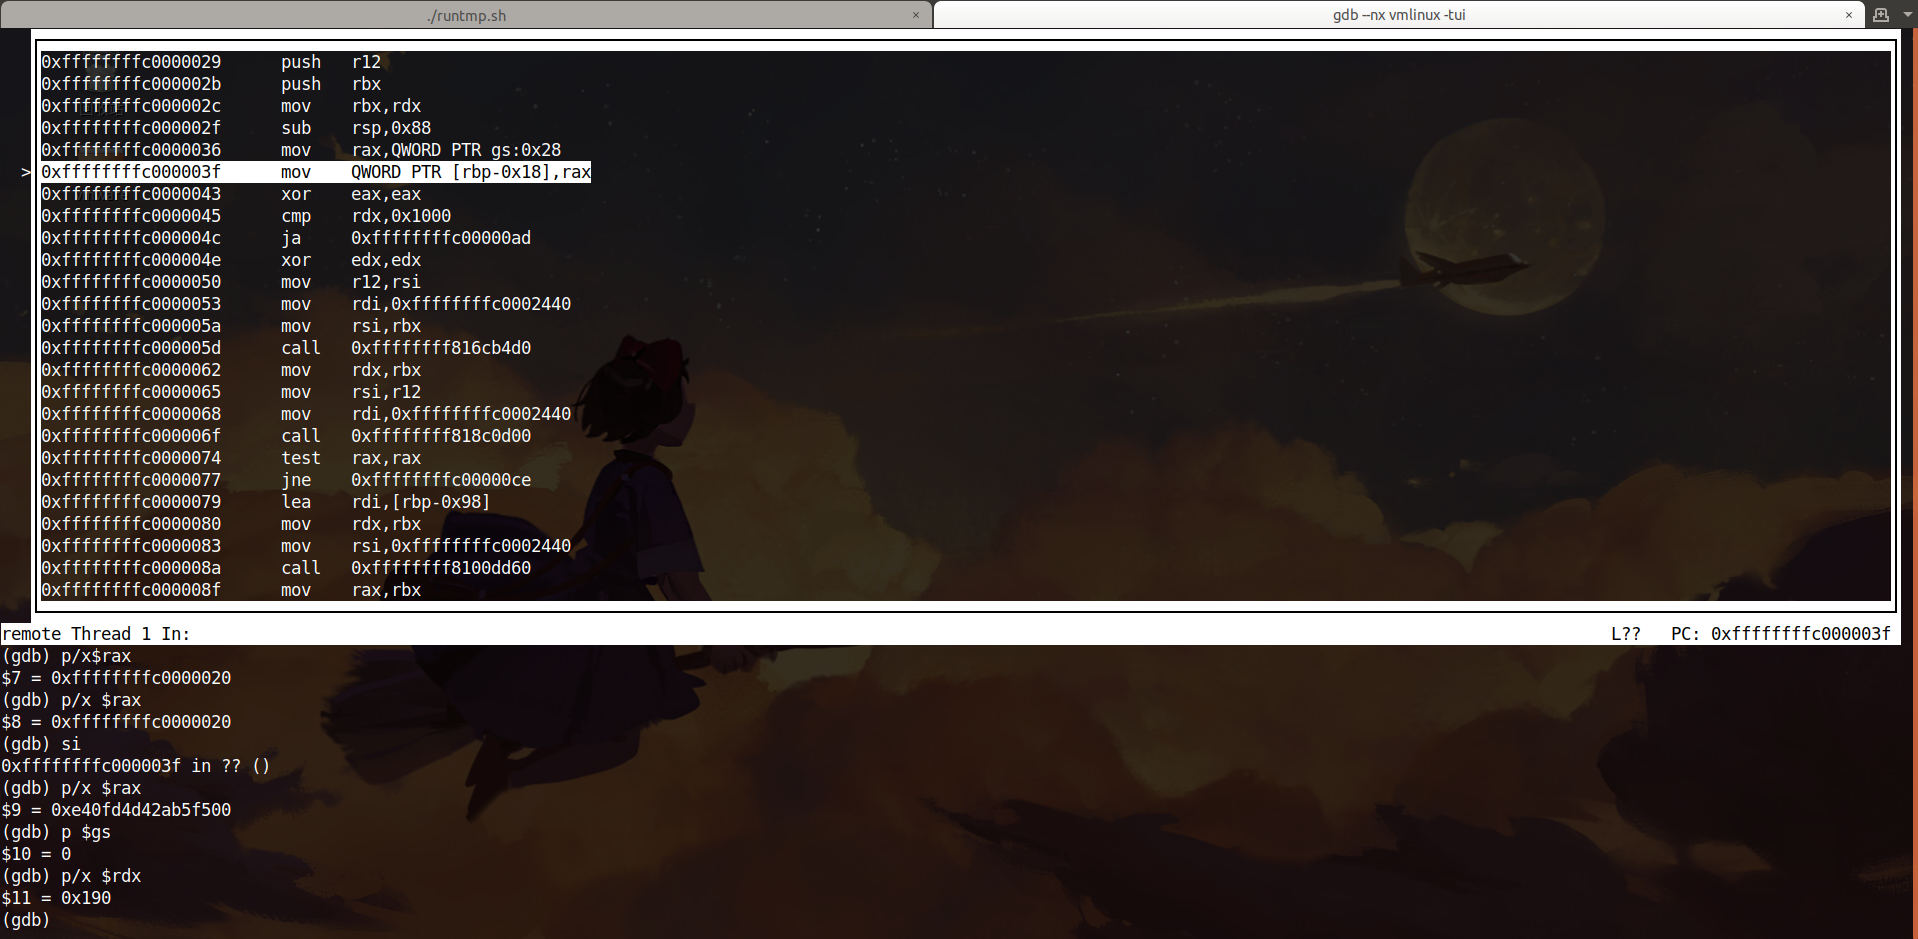 ./runtmp.sh × gdb --nx vmlinux -tui ×
0xffffffffc0000029 push r12
0xffffffffc000002b push rbx
0xffffffffc000002c mov rbx,rdx
0xffffffffc000002f sub rsp,0x88
0xffffffffc0000036 mov rax,QWORD PTR gs:0x28
> 0xffffffffc000003f mov QWORD PTR [rbp-0x18],rax
0xffffffffc0000043 xor eax,eax
0xffffffffc0000045 cmp rdx,0x1000
0xffffffffc000004c ja 0xffffffffc00000ad
0xffffffffc000004e xor edx,edx
0xffffffffc0000050 mov r12,rsi
0xffffffffc0000053 mov rdi,0xffffffffc0002440
0xffffffffc000005a mov rsi,rbx
0xffffffffc000005d call 0xffffffff816cb4d0
0xffffffffc0000062 mov rdx,rbx
0xffffffffc0000065 mov rsi,r12
0xffffffffc0000068 mov rdi,0xffffffffc0002440
0xffffffffc000006f call 0xffffffff818c0d00
0xffffffffc0000074 test rax,rax
0xffffffffc0000077 jne 0xffffffffc00000ce
0xffffffffc0000079 lea rdi,[rbp-0x98]
0xffffffffc0000080 mov rdx,rbx
0xffffffffc0000083 mov rsi,0xffffffffc0002440
0xffffffffc000008a call 0xffffffff8100dd60
0xffffffffc000008f mov rax,rbx
remote Thread 1 In: L?? PC: 0xffffffffc000003f
(gdb) p/x$rax
$7 = 0xffffffffc0000020
(gdb) p/x $rax
$8 = 0xffffffffc0000020
(gdb) si
0xffffffffc000003f in ?? ()
(gdb) p/x $rax
$9 = 0xe40fd4d42ab5f500
(gdb) p $gs
$10 = 0
(gdb) p/x $rdx
$11 = 0x190
(gdb)